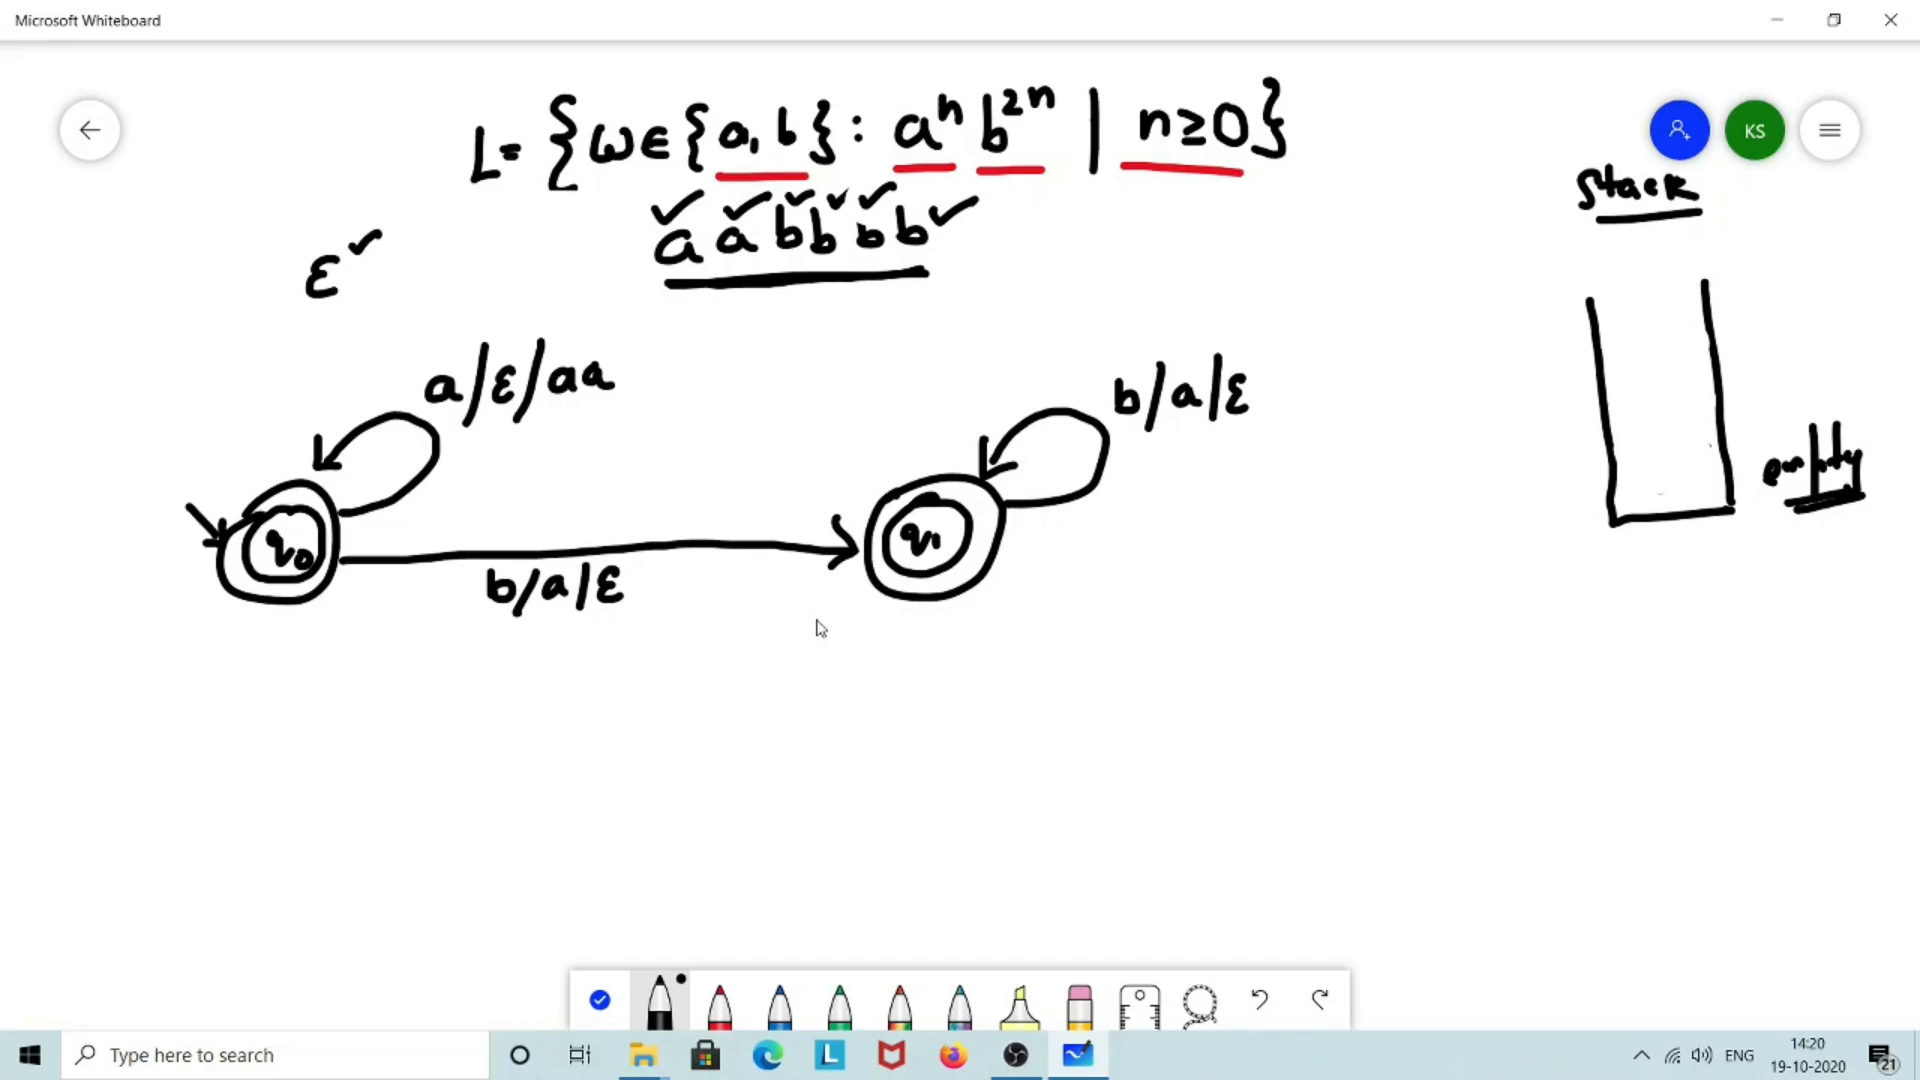 Microsoft Whiteboard
L = {ω∈{a,b} : aⁿ b²ⁿ | n≥0}
KS
stack
a a b b b b
ε
a/ε/aa
b/a/ε
empty
q₀
q₁
b/a/ε
Type here to search
L
ENG
14:20
19-10-2020
21